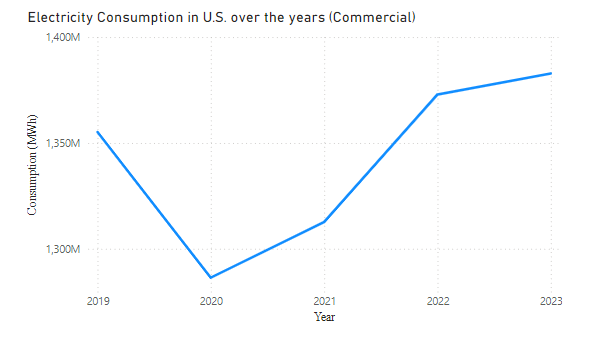 Electricity Consumption in U.S. over the years (Commercial)
1,400M
1,350M
1,300M
Consumption (MWh)
2019 2020 2021 2022 2023
Year